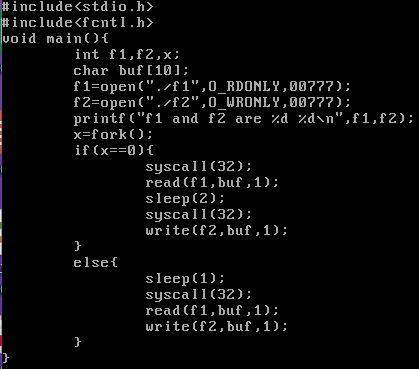 #include<stdio.h>
#include<fcntl.h>
void main(){
        int f1,f2,x;
        char buf[10];
        f1=open("./f1",O_RDONLY,00777);
        f2=open("./f2",O_WRONLY,00777);
        printf("f1 and f2 are %d %d\n",f1,f2);
        x=fork();
        if(x==0){
                syscall(32);
                read(f1,buf,1);
                sleep(2);
                syscall(32);
                write(f2,buf,1);
        }
        else{
                sleep(1);
                syscall(32);
                read(f1,buf,1);
                write(f2,buf,1);
        }
}